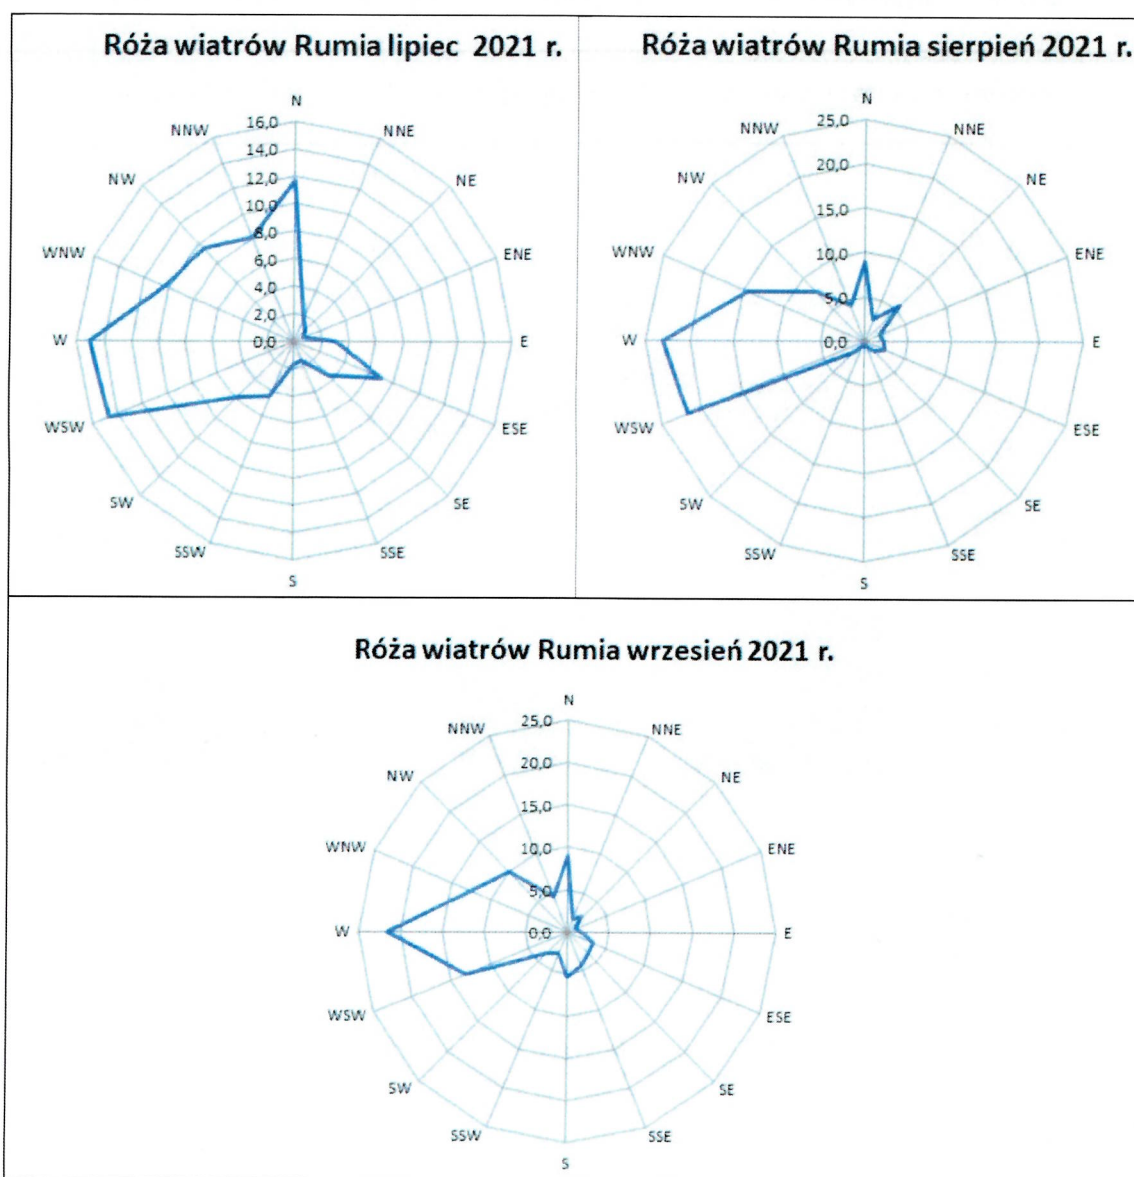 Róża wiatrów Rumia lipiec 2021 r.
N
NNE
NE
ENE
E
ESE
SE
SSE
S
SSW
SW
WSW
W
WNW
NW
NNW
16,0
14,0
12,0
10,0
8,0
6,0
4,0
2,0
0,0
Róża wiatrów Rumia sierpień 2021 r.
N
NNE
NE
ENE
E
ESE
SE
SSE
S
SSW
SW
WSW
W
WNW
NW
NNW
25,0
20,0
15,0
10,0
5,0
0,0
Róża wiatrów Rumia wrzesień 2021 r.
N
NNE
NE
ENE
E
ESE
SE
SSE
S
SSW
SW
WSW
W
WNW
NW
NNW
25,0
20,0
15,0
10,0
5,0
0,0